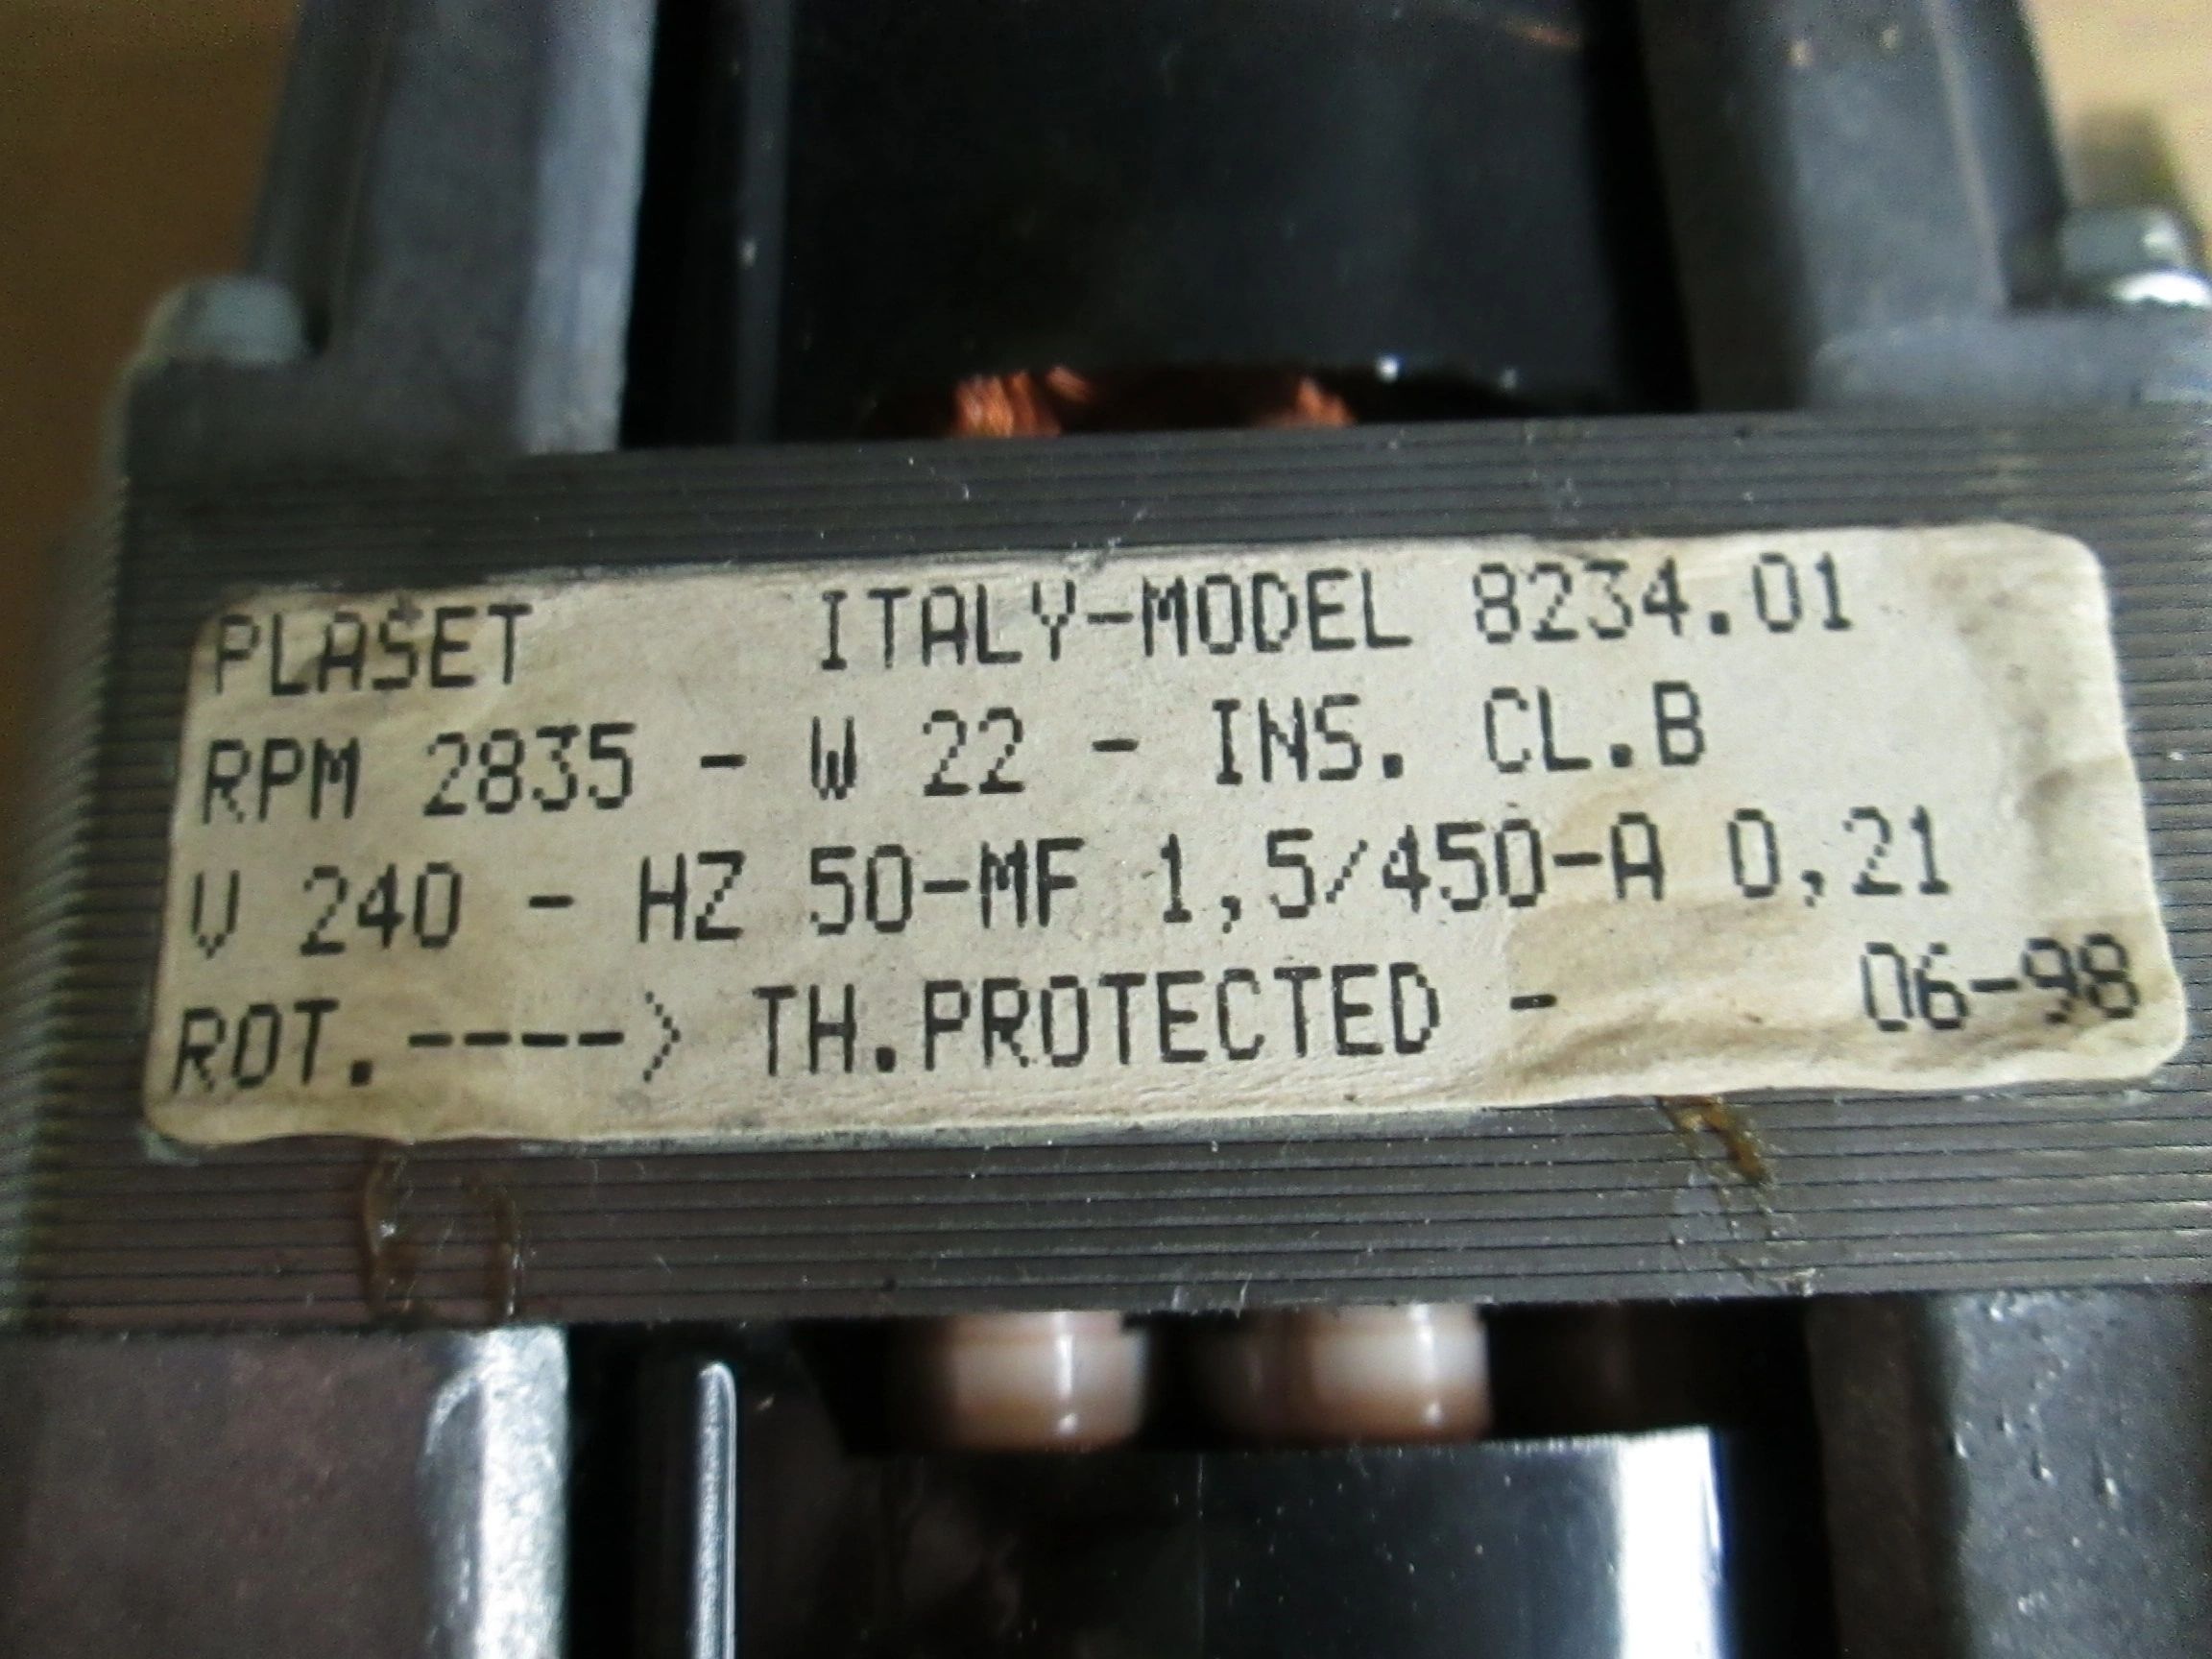 PLASET ITALY-MODEL 8234.01
RPM 2835 - W 22 - INS. CL.B
V 240 - HZ 50-MF 1,5/450-A 0,21
ROT.----> TH.PROTECTED - 06-98